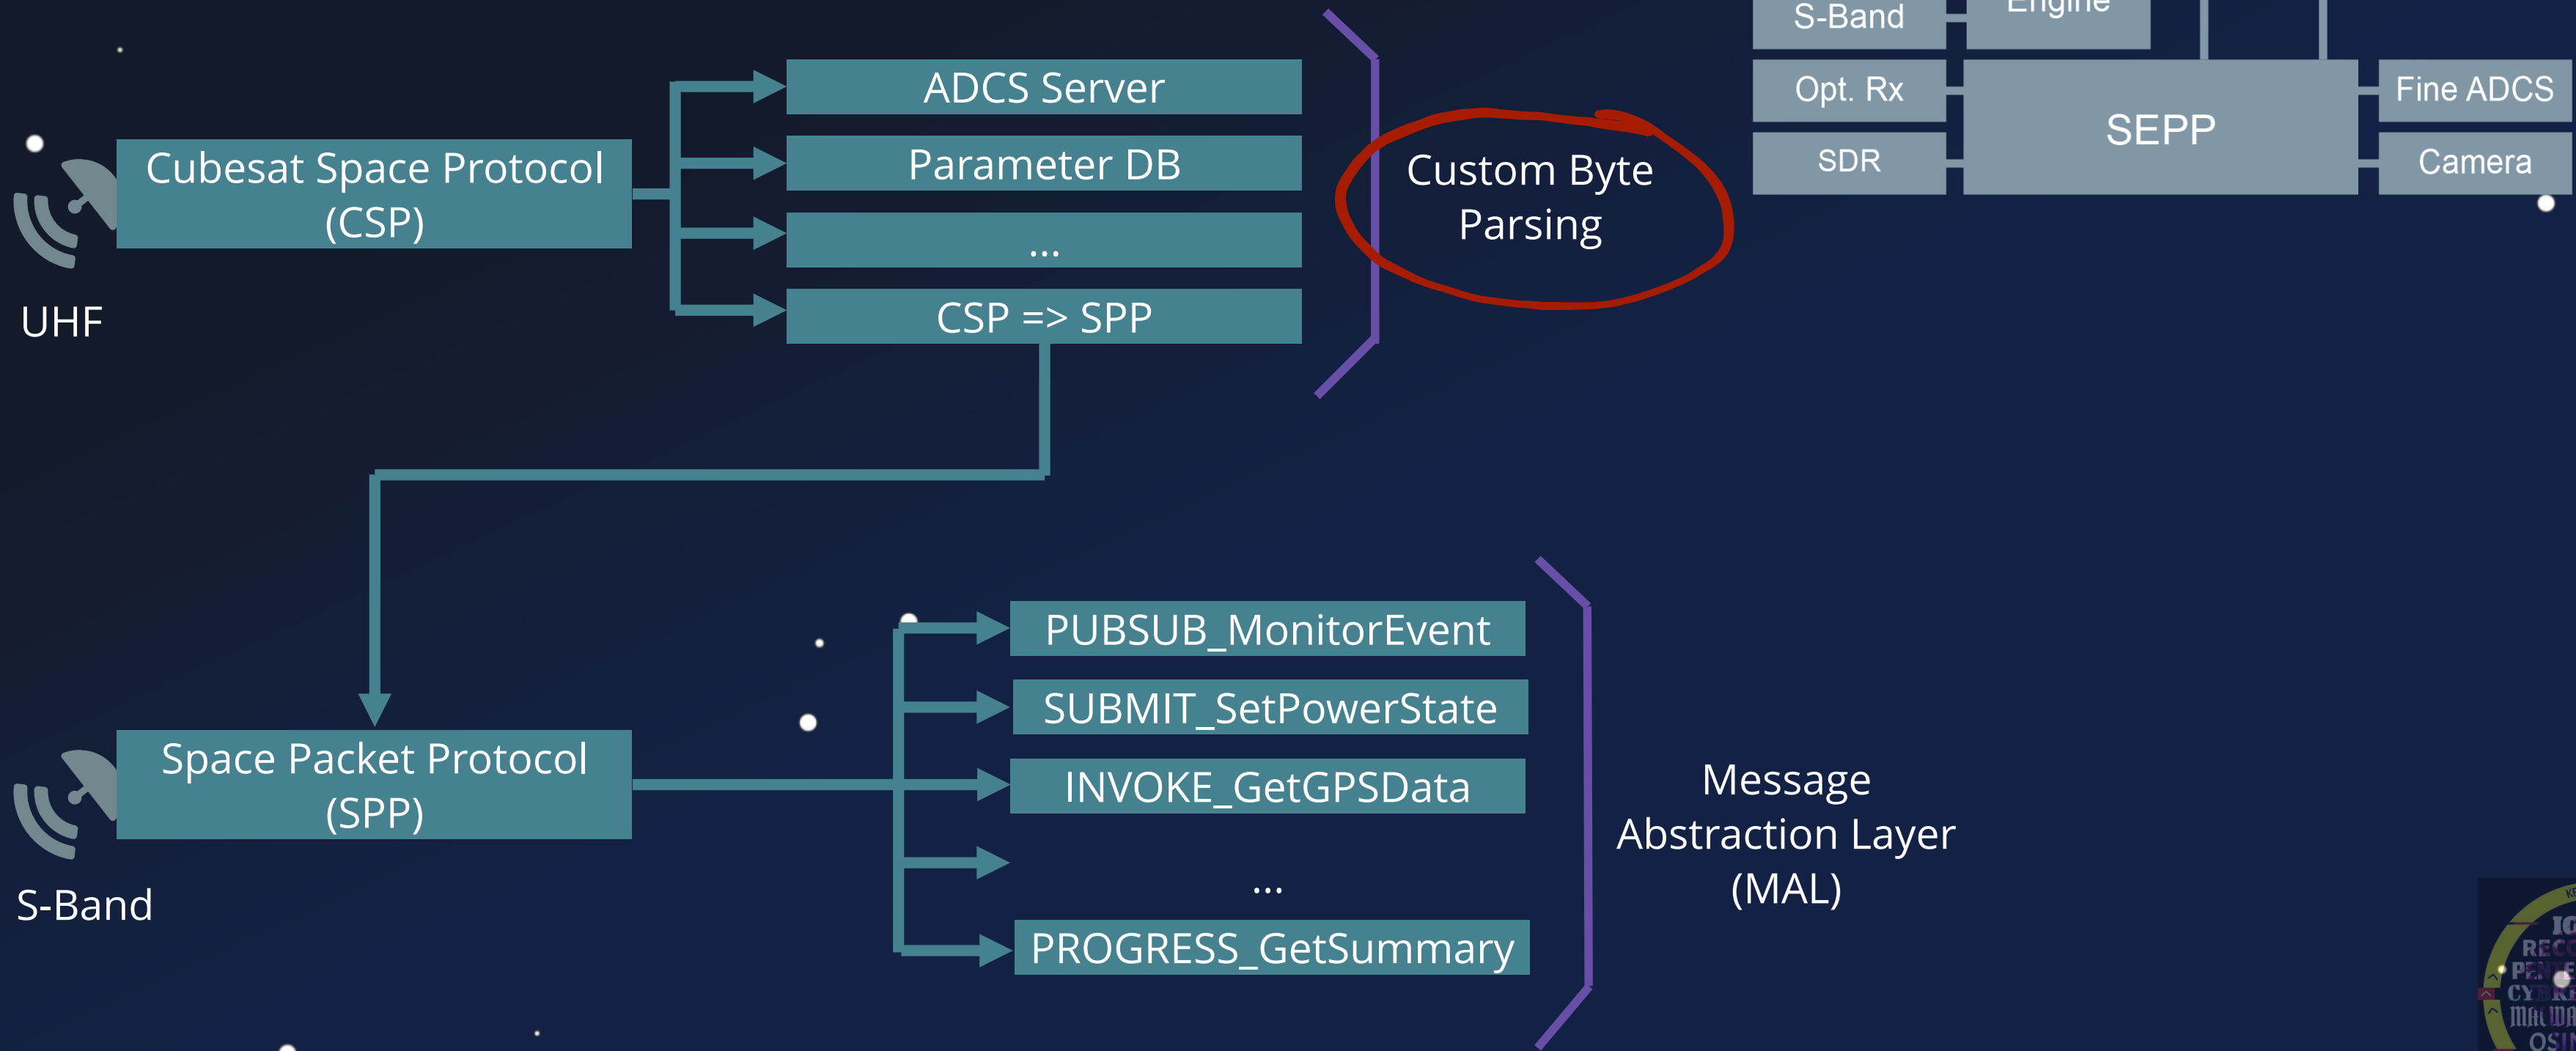 S-Band
Engine
Opt. Rx
SEPP
Fine ADCS
SDR
Camera
Cubesat Space Protocol
(CSP)
UHF
ADCS Server
Parameter DB
...
CSP => SPP
Custom Byte
Parsing
Space Packet Protocol
(SPP)
S-Band
PUBSUB_MonitorEvent
SUBMIT_SetPowerState
INVOKE_GetGPSData
...
PROGRESS_GetSummary
Message
Abstraction Layer
(MAL)